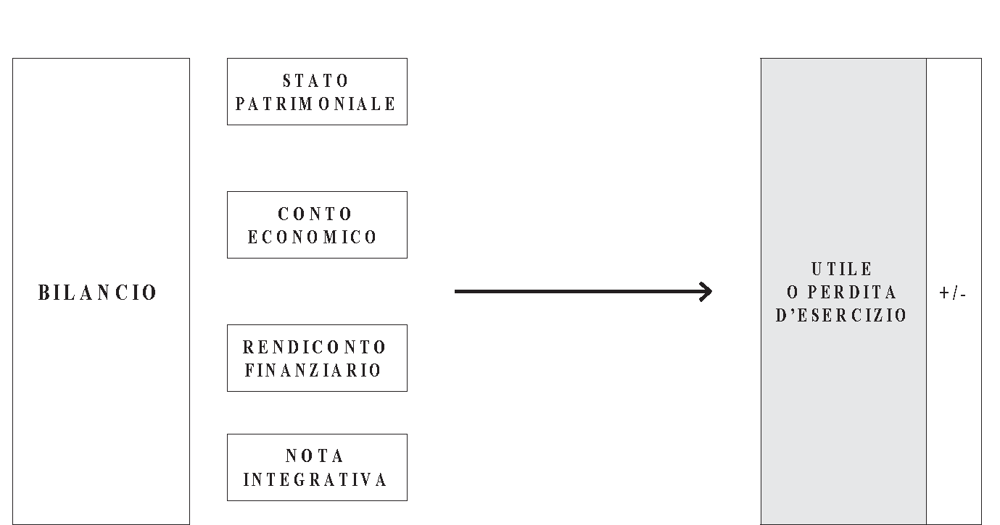 BILANCIO
STATO
PATRIMONIALE
CONTO
ECONOMICO
RENDICONTO
FINANZIARIO
NOTA
INTEGRATIVA
UTILE
O PERDITA
D'ESERCIZIO
+/-